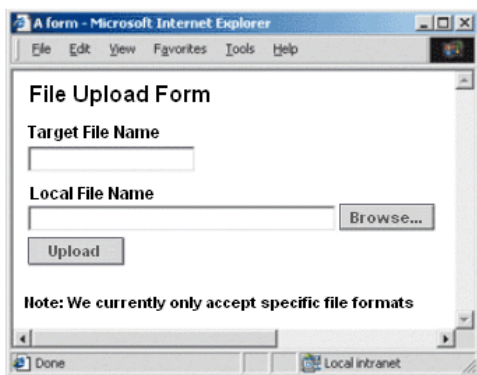 A form - Microsoft Internet Explorer
File Edit View Favorites Tools Help
File Upload Form
Target File Name
Local File Name
Browse...
Upload
Note: We currently only accept specific file formats
Done Local intranet